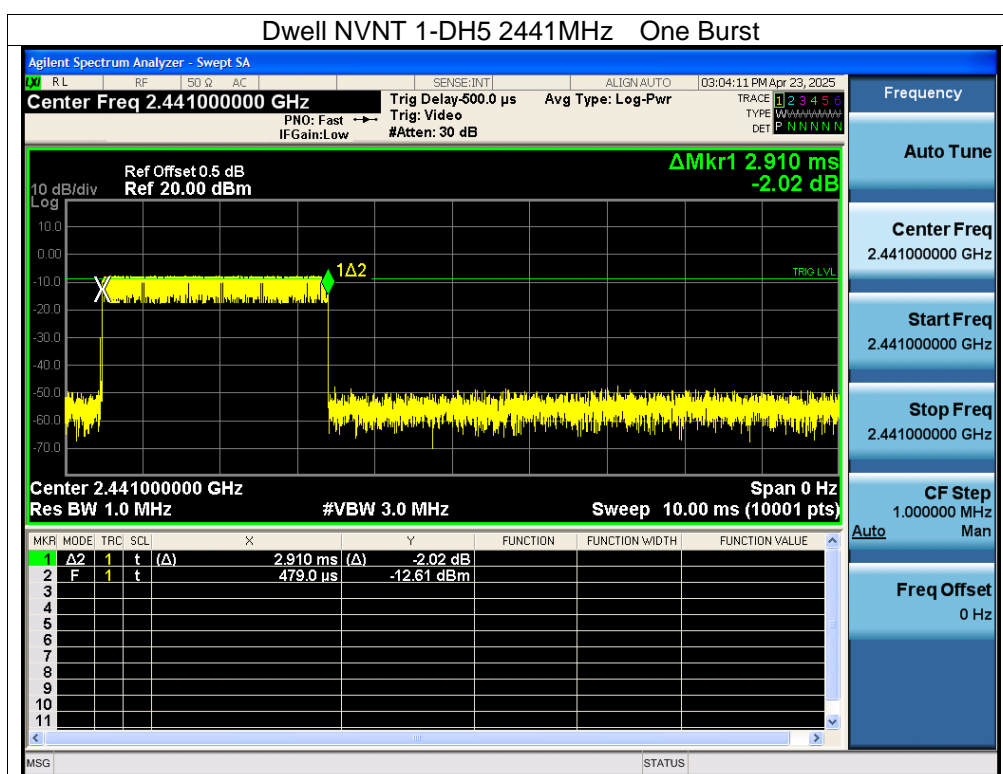 Dwell NVNT 1-DH5 2441MHz One Burst
Agilent Spectrum Analyzer - Swept SA
LXI RL RF 50 Ω AC SENSE:INT ALIGN AUTO 03:04:11 PM Apr 23, 2025
Center Freq 2.441000000 GHz
PNO: Fast
IFGain:Low
Trig Delay-500.0 µs
Trig: Video
#Atten: 30 dB
Avg Type: Log-Pwr
TRACE 1 2 3 4 5 6
TYPE WWWWWW
DET P N N N N N
ΔMkr1 2.910 ms
-2.02 dB
Ref Offset 0.5 dB
10 dB/div Ref 20.00 dBm
Log
10.0
0.00
-10.0
-20.0
-30.0
-40.0
-50.0
-60.0
-70.0
1Δ2
TRIG LVL
Center 2.441000000 GHz Span 0 Hz
Res BW 1.0 MHz #VBW 3.0 MHz Sweep 10.00 ms (10001 pts)
MKR MODE TRC SCL X Y FUNCTION FUNCTION WIDTH FUNCTION VALUE
1 Δ2 1 t (Δ) 2.910 ms (Δ) -2.02 dB
2 F 1 t 479.0 µs -12.61 dBm
3
4
5
6
7
8
9
10
11
MSG STATUS
Frequency
Auto Tune
Center Freq
2.441000000 GHz
Start Freq
2.441000000 GHz
Stop Freq
2.441000000 GHz
CF Step
1.000000 MHz
Auto Man
Freq Offset
0 Hz